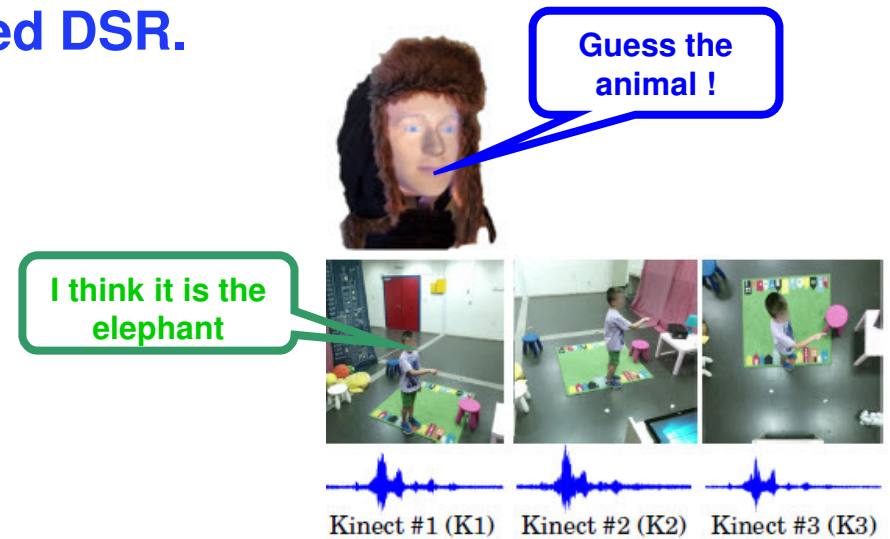 ed DSR.
Guess the
animal !
I think it is the
elephant
Kinect #1 (K1) Kinect #2 (K2) Kinect #3 (K3)